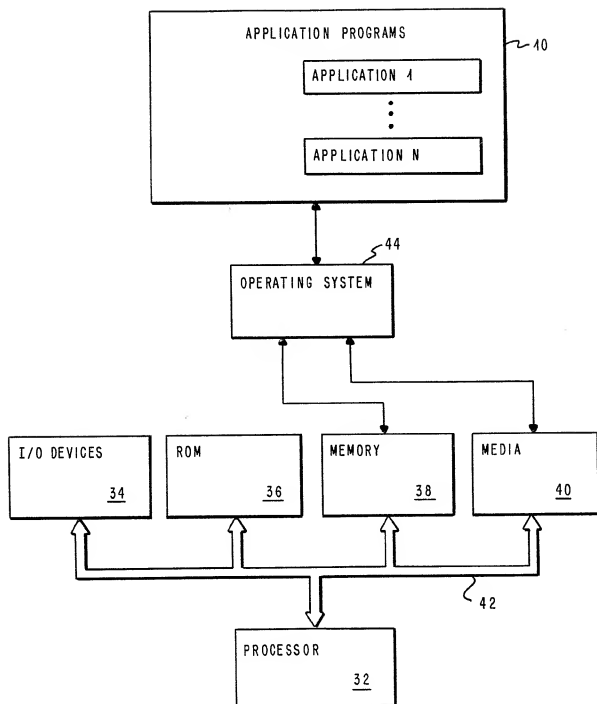 APPLICATION PROGRAMS
10
APPLICATION 1
APPLICATION N
44
OPERATING SYSTEM
I/O DEVICES
34
ROM
36
MEMORY
38
MEDIA
40
42
PROCESSOR
32